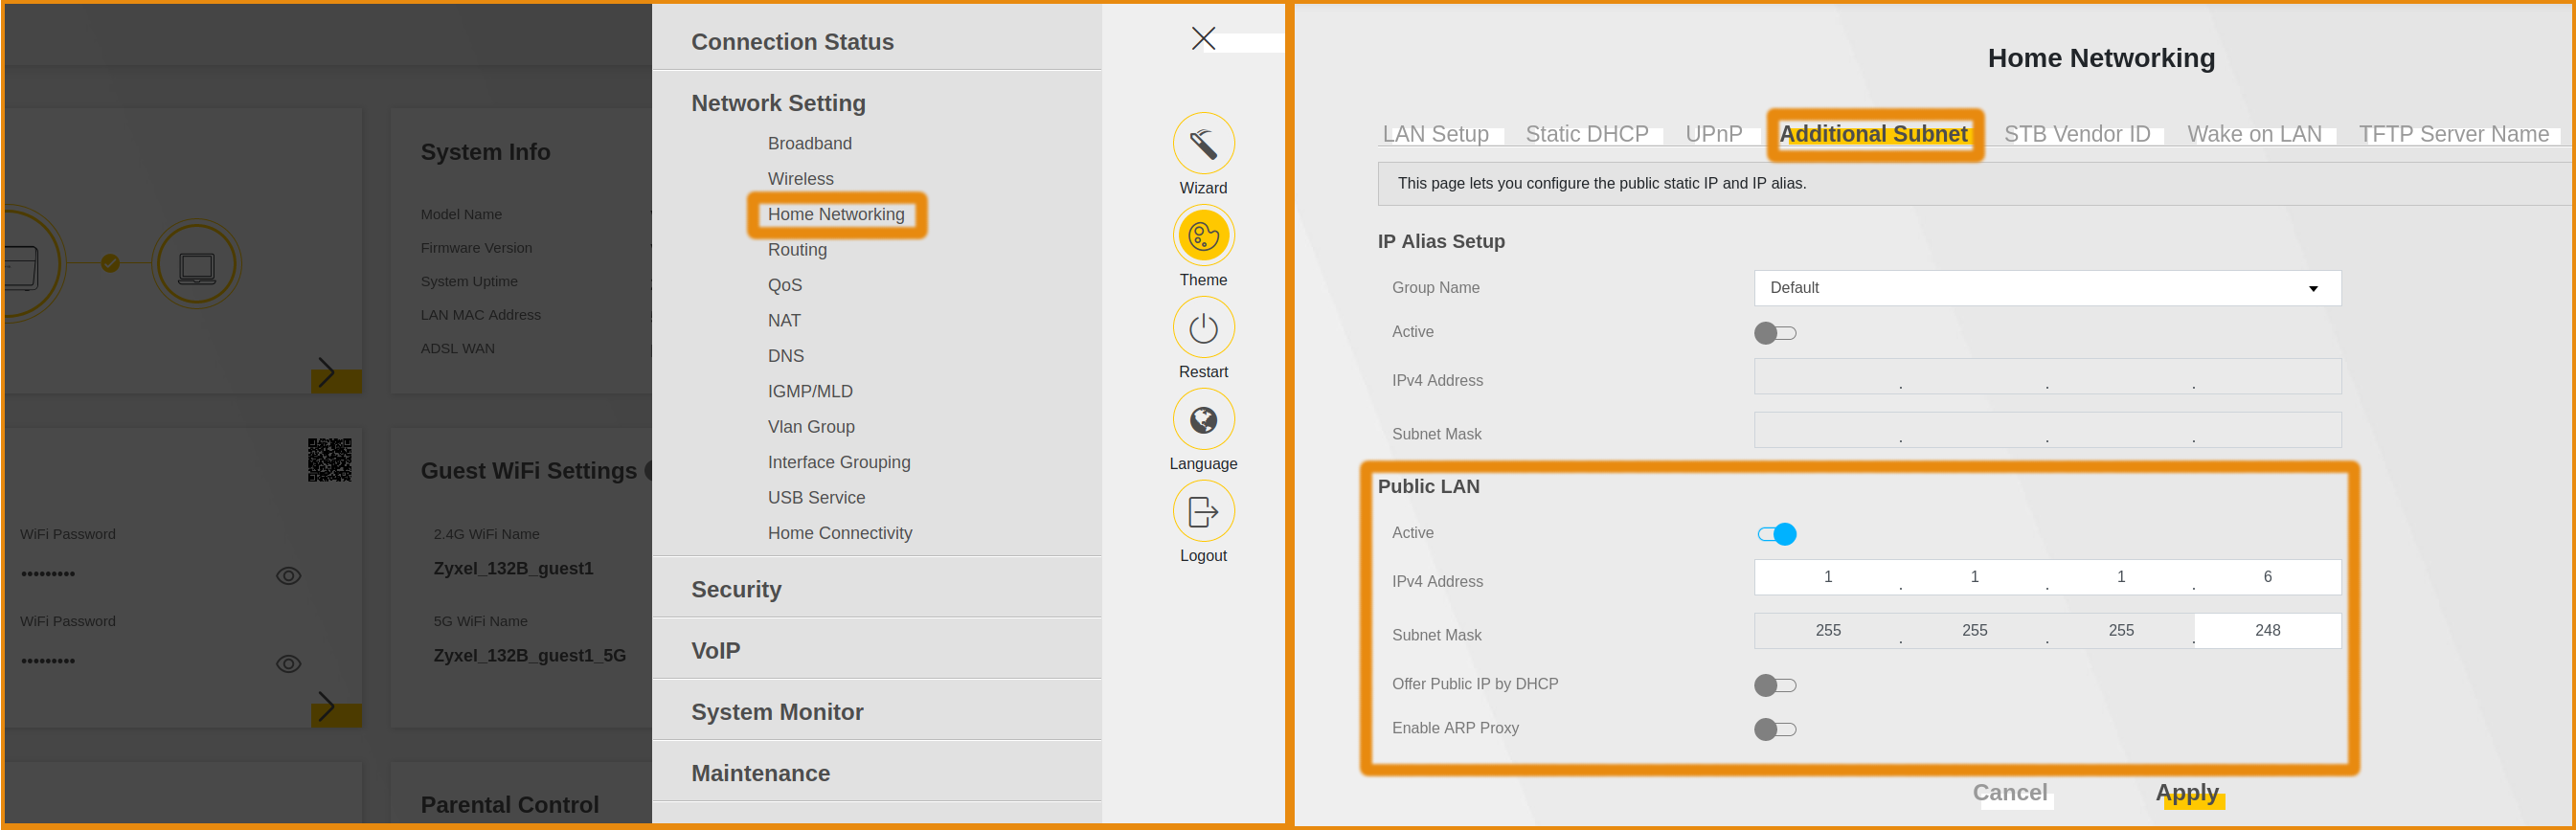 System Info
Model Name
Firmware Version
System Uptime
LAN MAC Address
ADSL WAN
WiFi Password
•••••••••
WiFi Password
•••••••••
Guest WiFi Settings
2.4G WiFi Name
Zyxel_132B_guest1
5G WiFi Name
Zyxel_132B_guest1_5G
Parental Control
Connection Status
Network Setting
Broadband
Wireless
Home Networking
Routing
QoS
NAT
DNS
IGMP/MLD
Vlan Group
Interface Grouping
USB Service
Home Connectivity
Security
VoIP
System Monitor
Maintenance
Wizard
Theme
Restart
Language
Logout
Home Networking
LAN Setup Static DHCP UPnP Additional Subnet STB Vendor ID Wake on LAN TFTP Server Name
This page lets you configure the public static IP and IP alias.
IP Alias Setup
Group Name Default
Active
IPv4 Address . . .
Subnet Mask . . .
Public LAN
Active
IPv4 Address 1 . 1 . 1 . 6
Subnet Mask 255 . 255 . 255 . 248
Offer Public IP by DHCP
Enable ARP Proxy
Cancel Apply